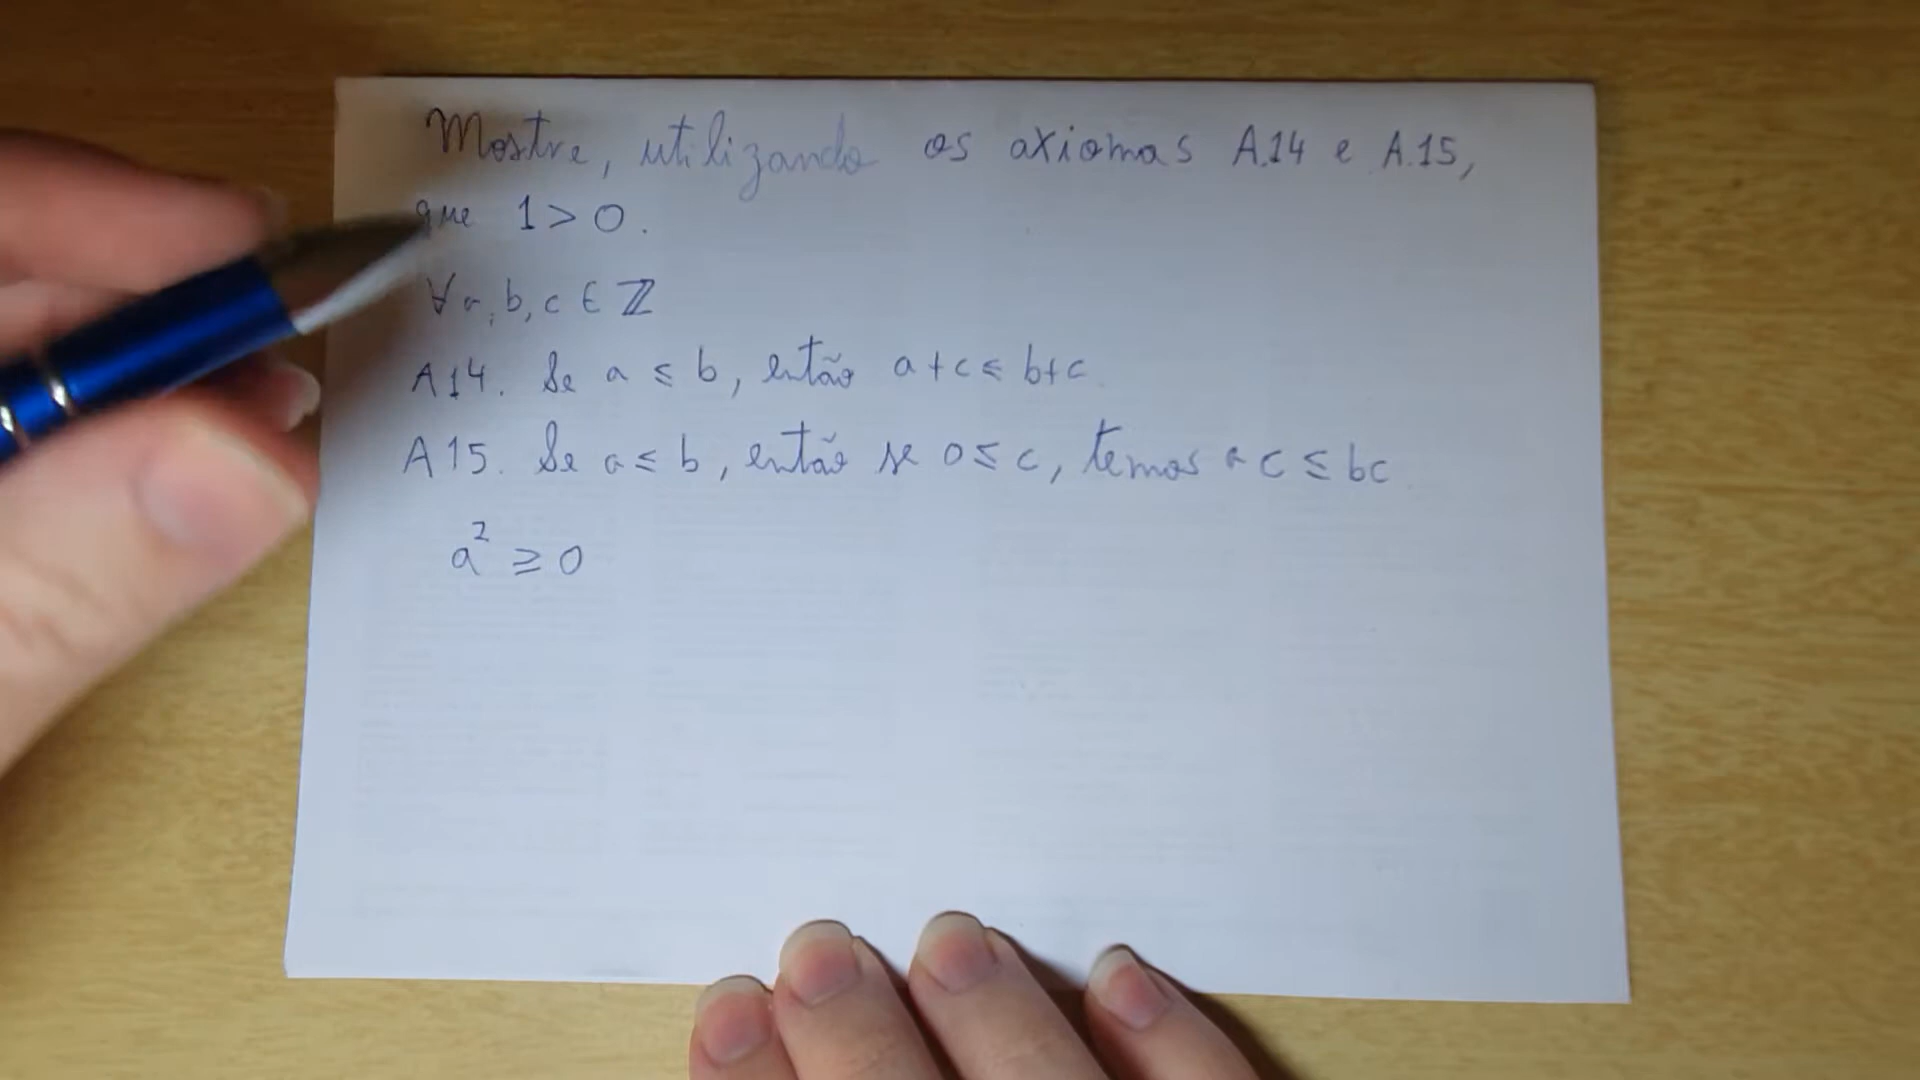 Mostre, utilizando os axiomas A.14 e A.15,
que 1 > 0.
∀ a, b, c ∈ ℤ
A14. Se a ≤ b, então a + c ≤ b + c.
A15. Se a ≤ b, então se 0 ≤ c, temos a c ≤ bc
a² ≥ 0